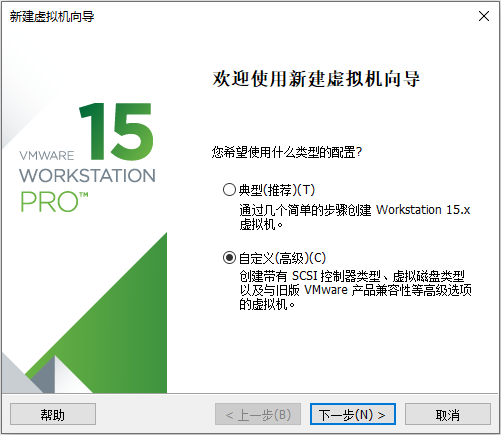 新建虚拟机向导
欢迎使用新建虚拟机向导
15
VMWARE
WORKSTATION
PRO™
您希望使用什么类型的配置?
典型(推荐)(T)
通过几个简单的步骤创建 Workstation 15.x
虚拟机。
自定义(高级)(C)
创建带有 SCSI 控制器类型、虚拟磁盘类型
以及与旧版 VMware 产品兼容性等高级选项
的虚拟机。
帮助
< 上一步(B)
下一步(N) >
取消